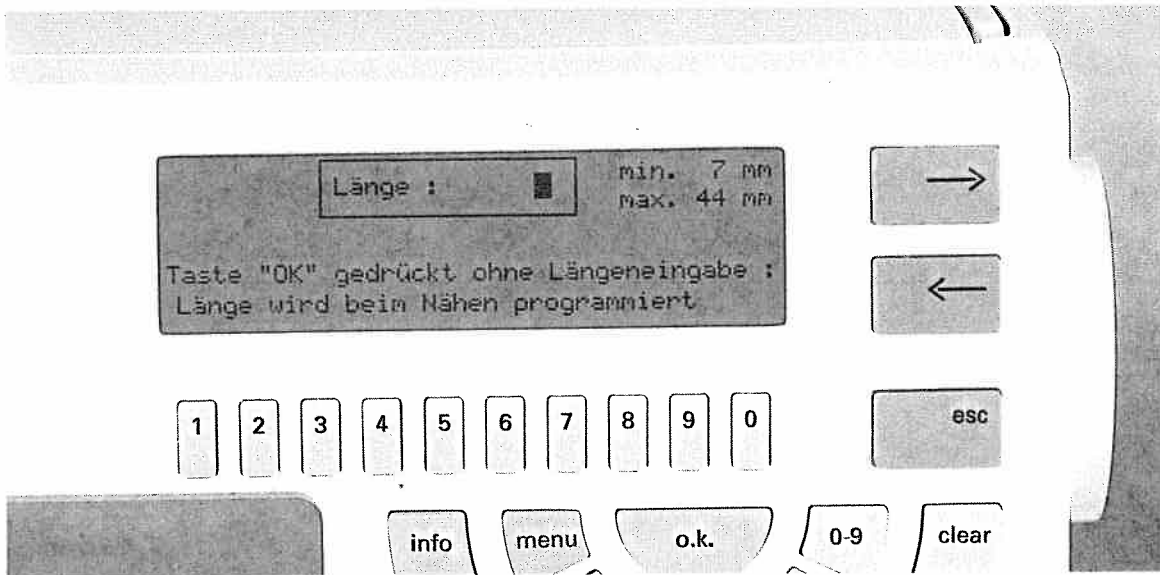 Länge :
min. 7 mm
max. 44 mm
Taste "OK" gedrückt ohne Längeneingabe :
Länge wird beim Nähen programmiert
1 2 3 4 5 6 7 8 9 0
esc
info menu o.k. 0-9 clear